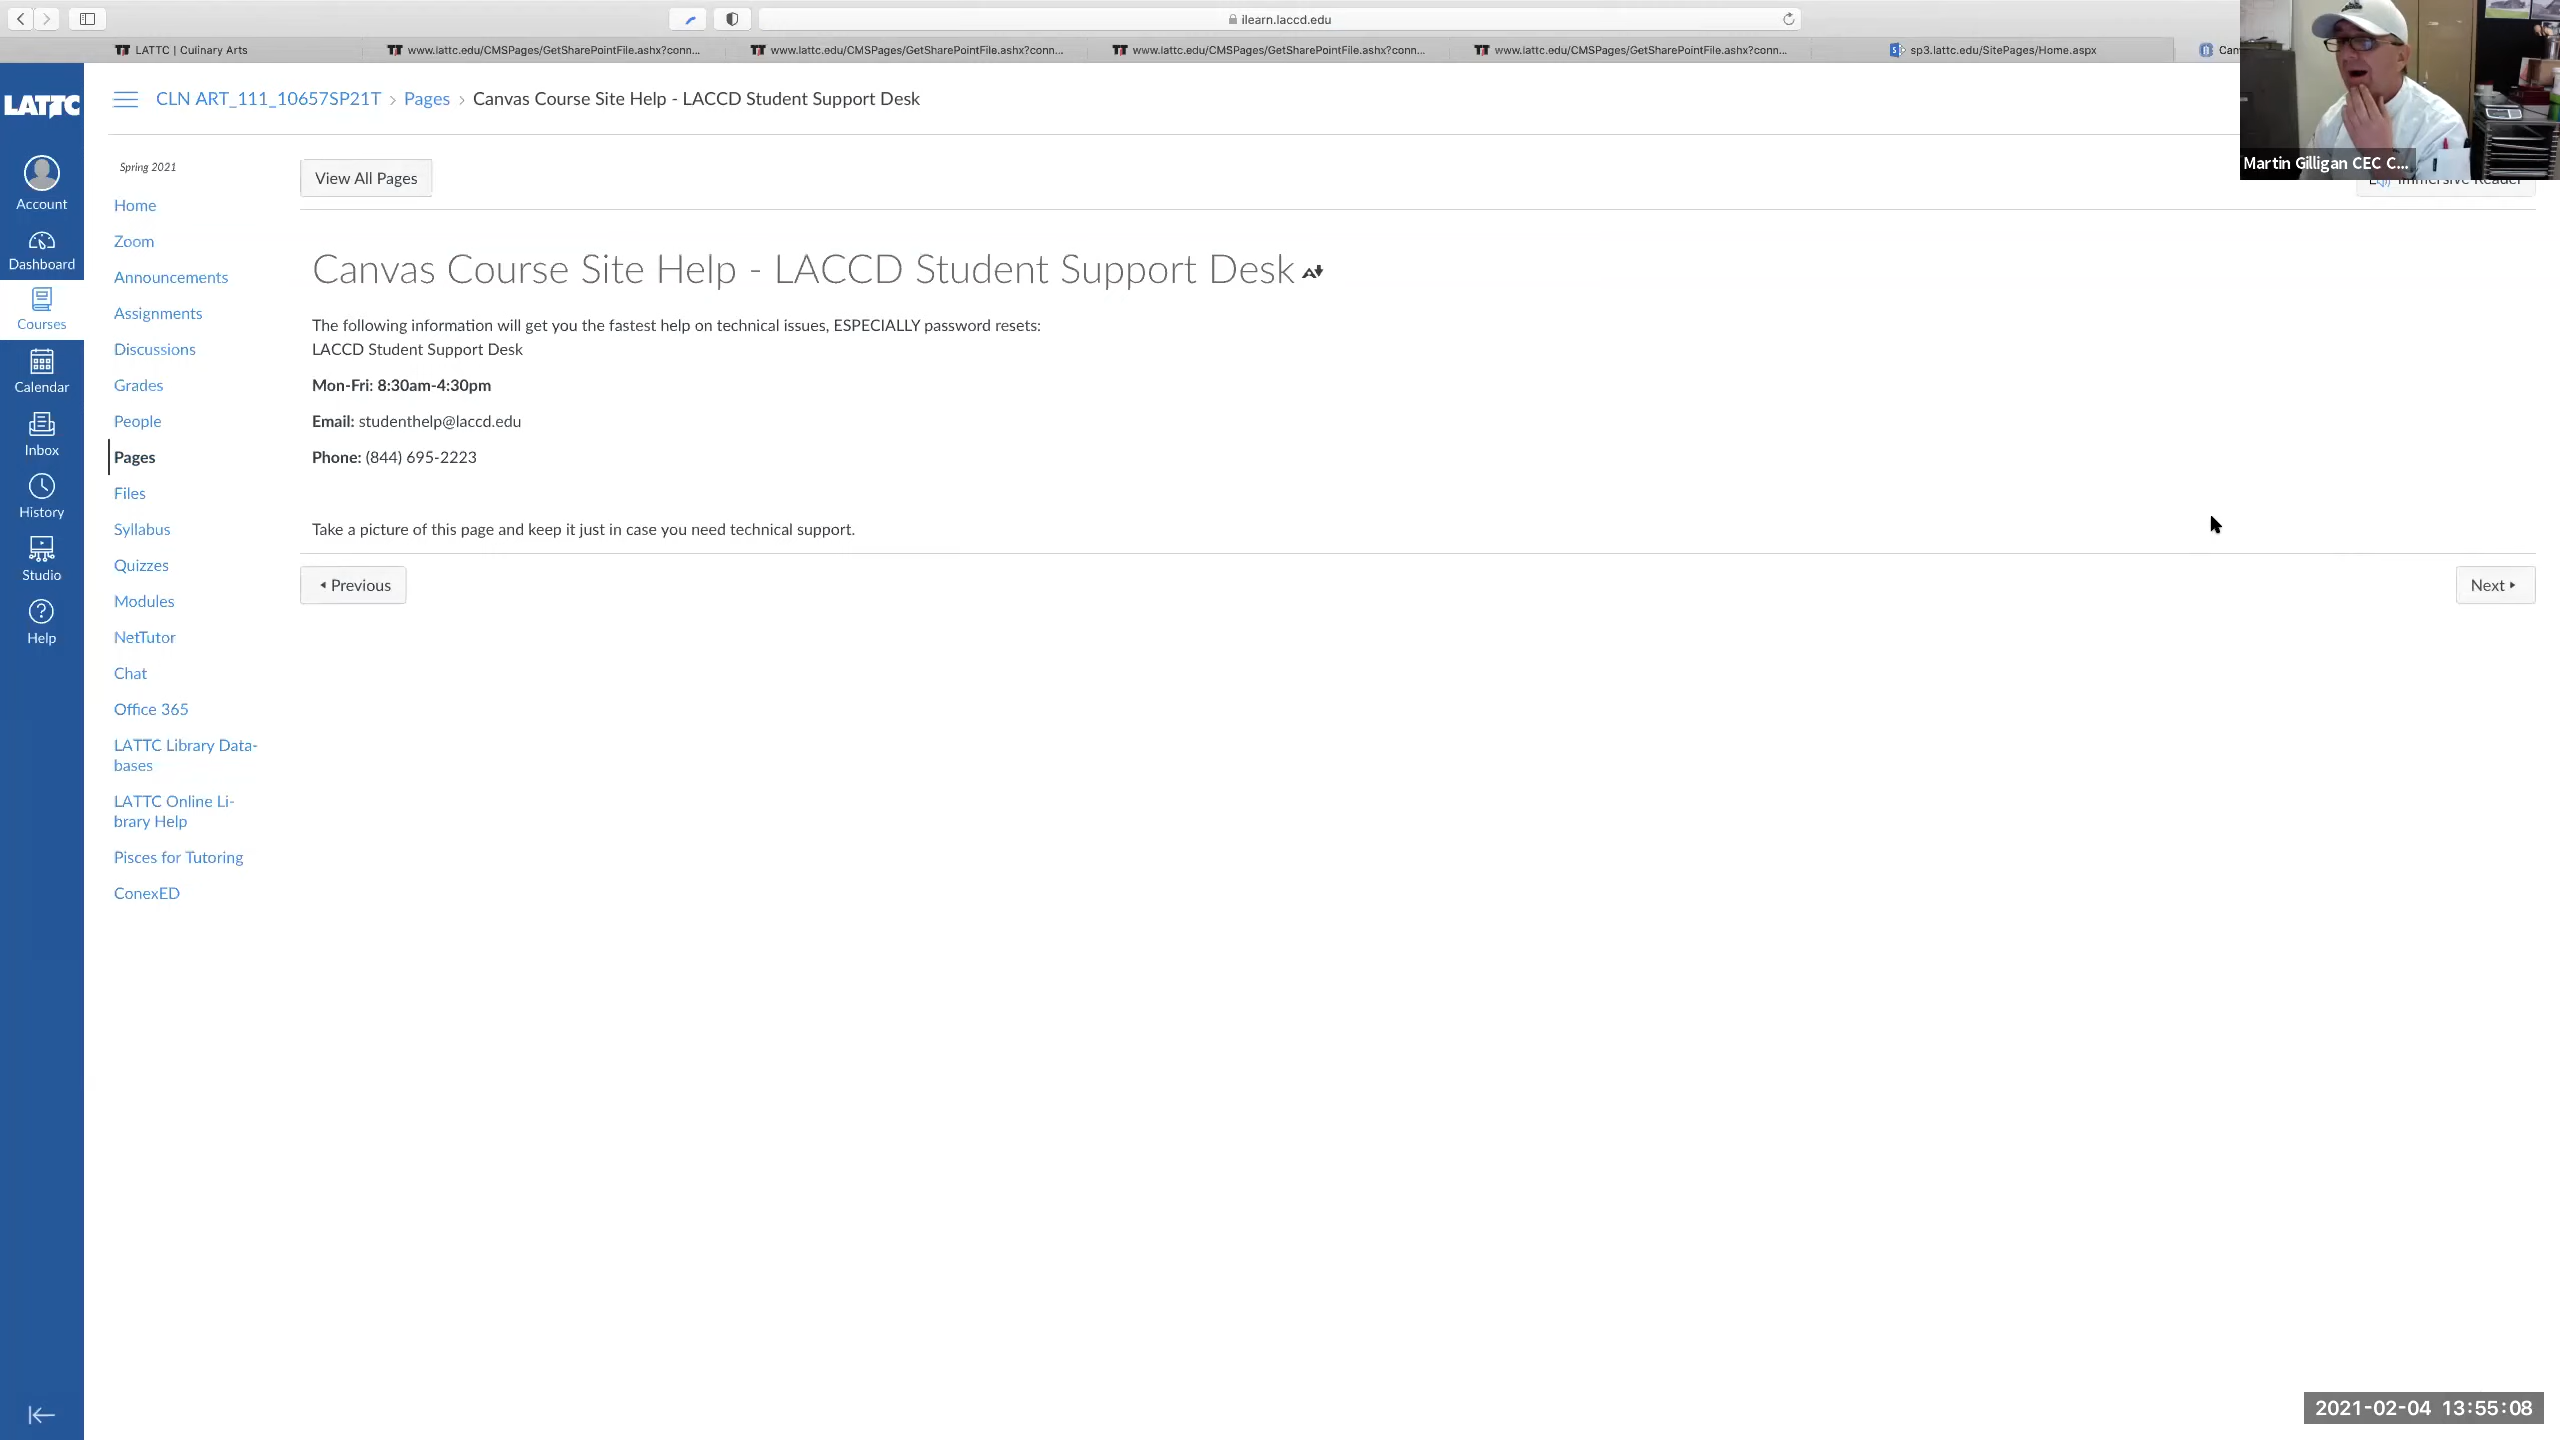 ilearn.laccd.edu
LATTC | Culinary Arts
www.lattc.edu/CMSPages/GetSharePointFile.ashx?conn...
www.lattc.edu/CMSPages/GetSharePointFile.ashx?conn...
www.lattc.edu/CMSPages/GetSharePointFile.ashx?conn...
www.lattc.edu/CMSPages/GetSharePointFile.ashx?conn...
sp3.lattc.edu/SitePages/Home.aspx
Can
LATTC
CLN ART_111_10657SP21T > Pages > Canvas Course Site Help - LACCD Student Support Desk
Martin Gilligan CEC C...
Account
Dashboard
Courses
Calendar
Inbox
History
Studio
Help
Spring 2021
Home
Zoom
Announcements
Assignments
Discussions
Grades
People
Pages
Files
Syllabus
Quizzes
Modules
NetTutor
Chat
Office 365
LATTC Library Data-
bases
LATTC Online Li-
brary Help
Pisces for Tutoring
ConexED
View All Pages
Immersive Reader
Canvas Course Site Help - LACCD Student Support Desk
The following information will get you the fastest help on technical issues, ESPECIALLY password resets:
LACCD Student Support Desk
Mon-Fri: 8:30am-4:30pm
Email: studenthelp@laccd.edu
Phone: (844) 695-2223
Take a picture of this page and keep it just in case you need technical support.
Previous
Next
2021-02-04 13:55:08